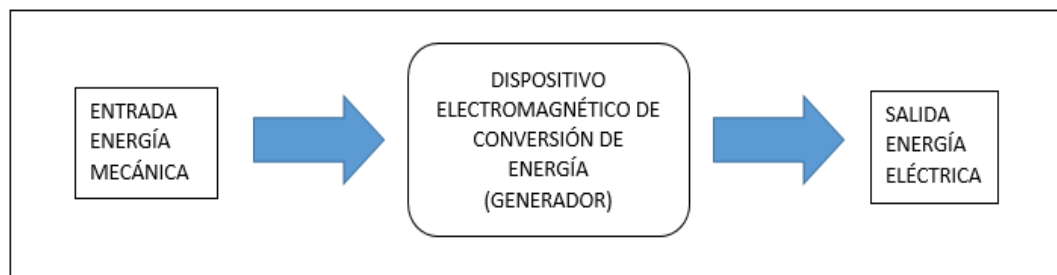 ENTRADA
ENERGÍA
MECÁNICA
DISPOSITIVO
ELECTROMAGNÉTICO DE
CONVERSIÓN DE
ENERGÍA
(GENERADOR)
SALIDA
ENERGÍA
ELÉCTRICA